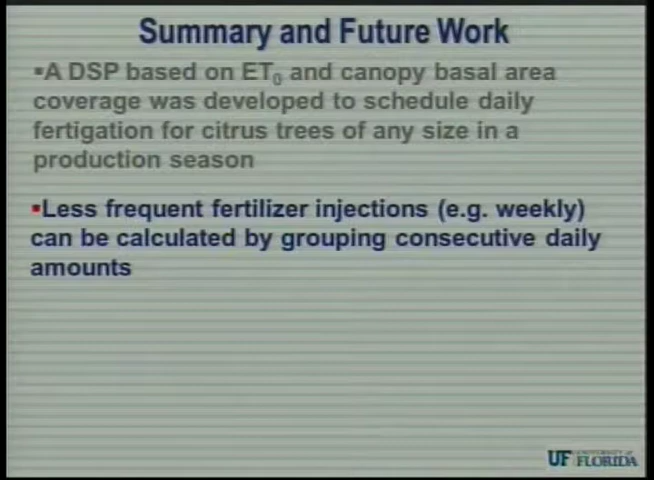 Summary and Future Work
▪A DSP based on ET₀ and canopy basal area
coverage was developed to schedule daily
fertigation for citrus trees of any size in a
production season
▪Less frequent fertilizer injections (e.g. weekly)
can be calculated by grouping consecutive daily
amounts
UF UNIVERSITY of
FLORIDA